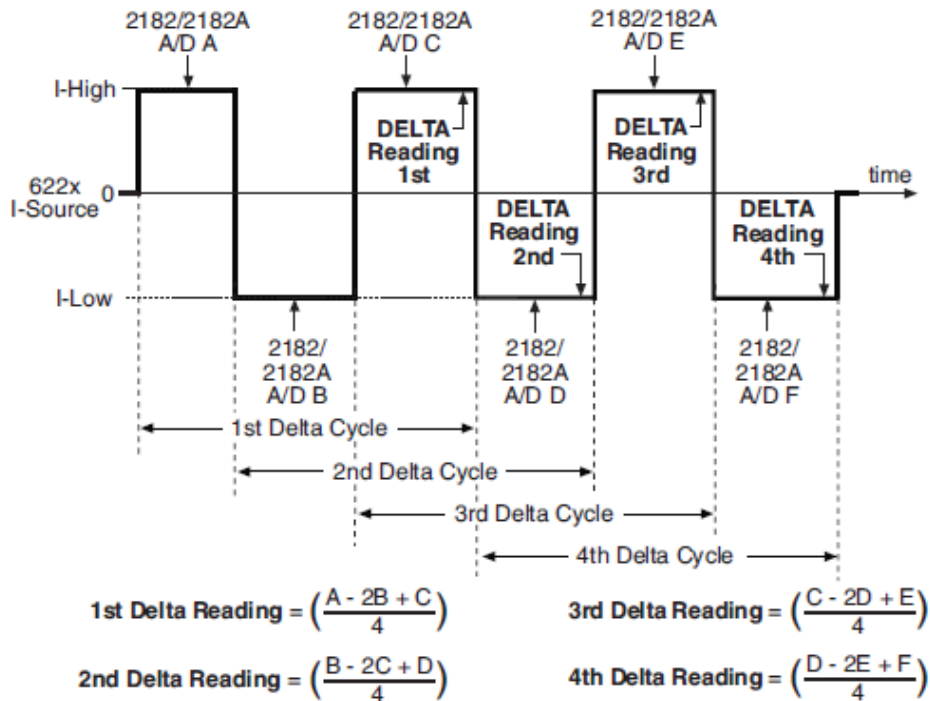 2182/2182A
A/D A
2182/2182A
A/D C
2182/2182A
A/D E
I-High
DELTA
Reading
1st
DELTA
Reading
3rd
622x
I-Source
0
time
DELTA
Reading
2nd
DELTA
Reading
4th
I-Low
2182/
2182A
A/D B
2182/
2182A
A/D D
2182/
2182A
A/D F
1st Delta Cycle
2nd Delta Cycle
3rd Delta Cycle
4th Delta Cycle
1st Delta Reading = (A - 2B + C / 4)
3rd Delta Reading = (C - 2D + E / 4)
2nd Delta Reading = (B - 2C + D / 4)
4th Delta Reading = (D - 2E + F / 4)